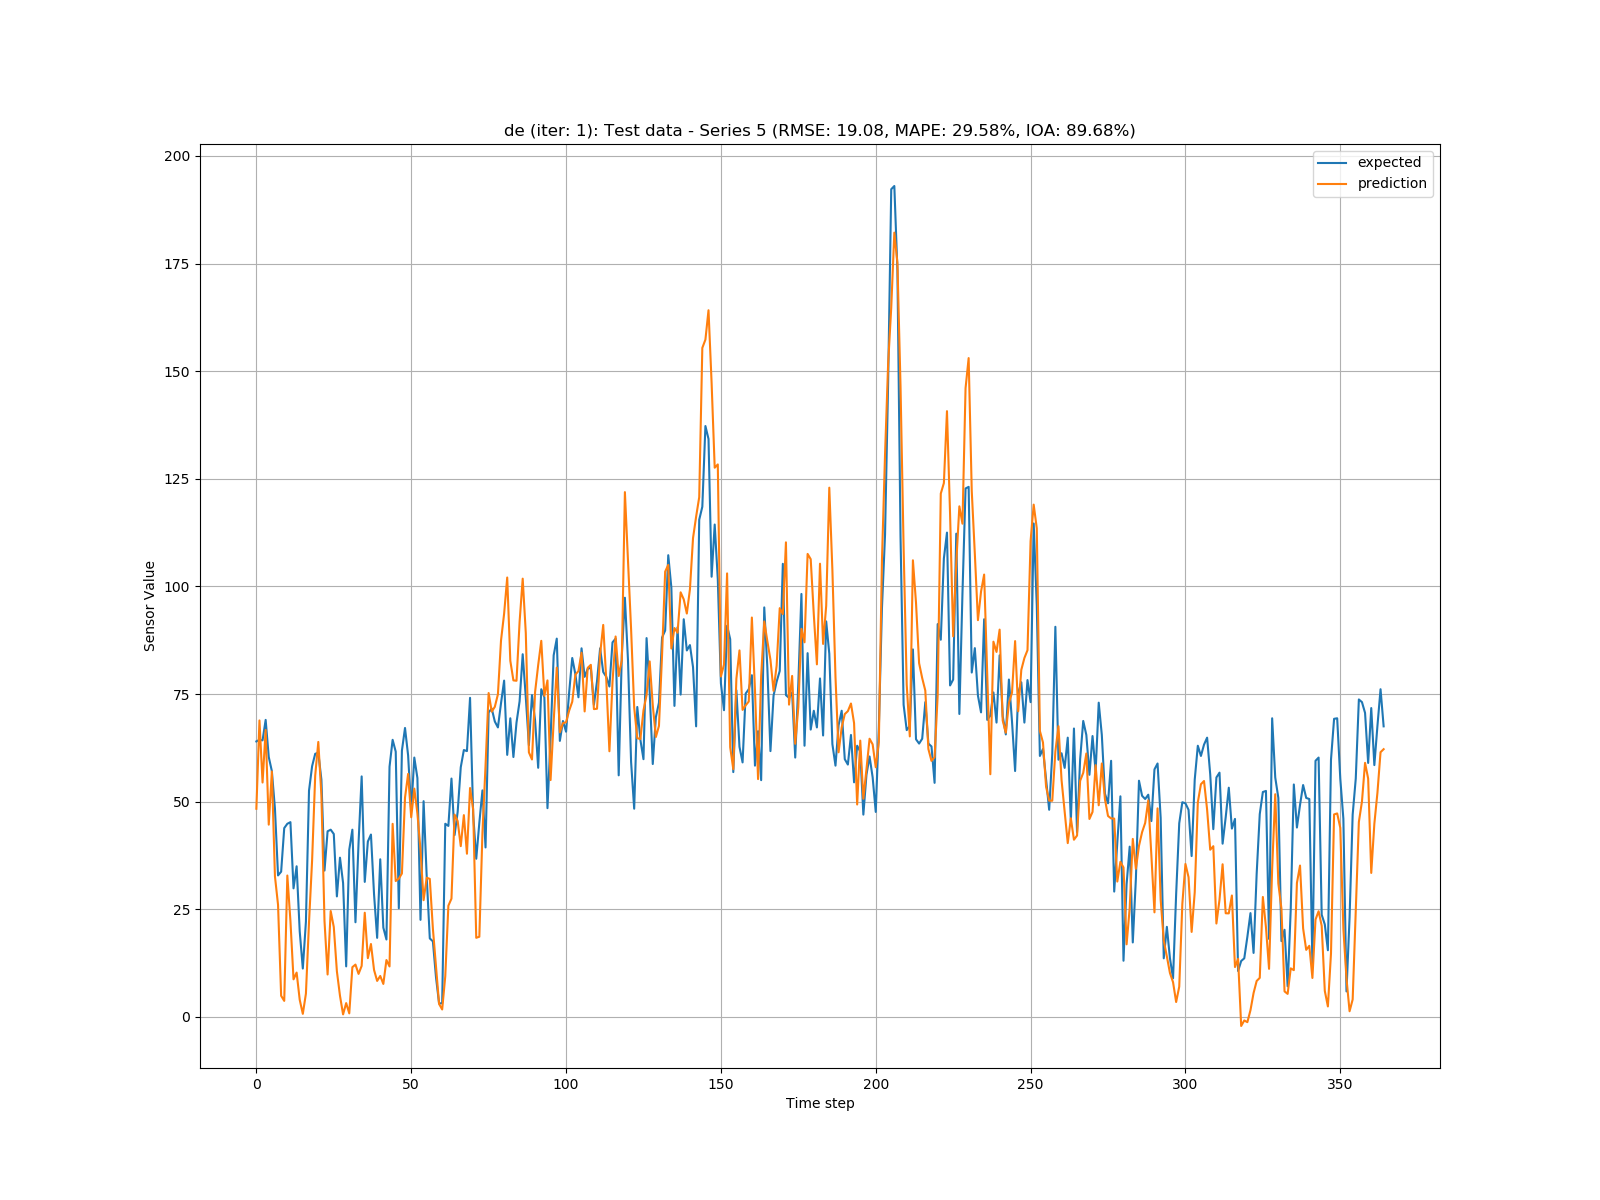 de (iter: 1): Test data - Series 5 (RMSE: 19.08, MAPE: 29.58%, IOA: 89.68%)
expected
prediction
200
175
150
125
100
75
50
25
0
Sensor Value
0 50 100 150 200 250 300 350
Time step